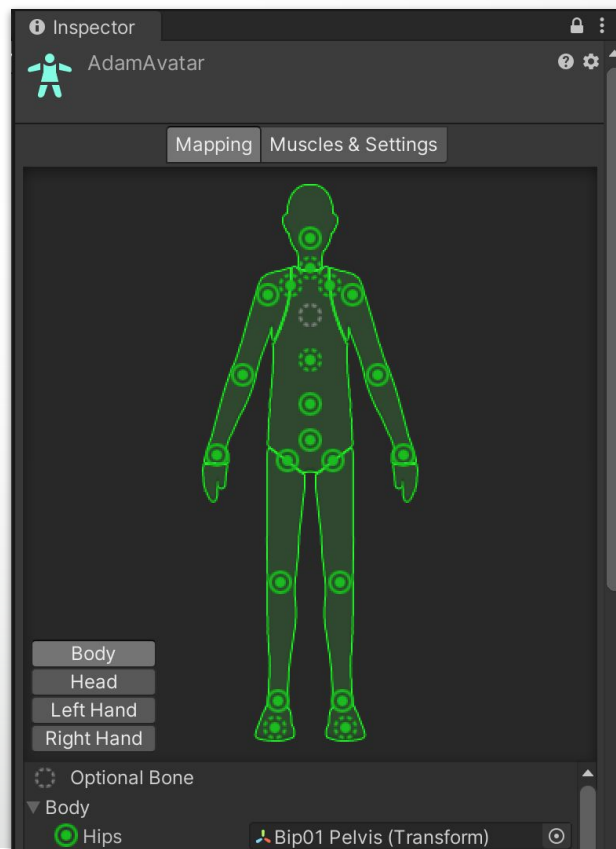 Inspector
AdamAvatar
Mapping Muscles & Settings
Body
Head
Left Hand
Right Hand
Optional Bone
Body
Hips Bip01 Pelvis (Transform)